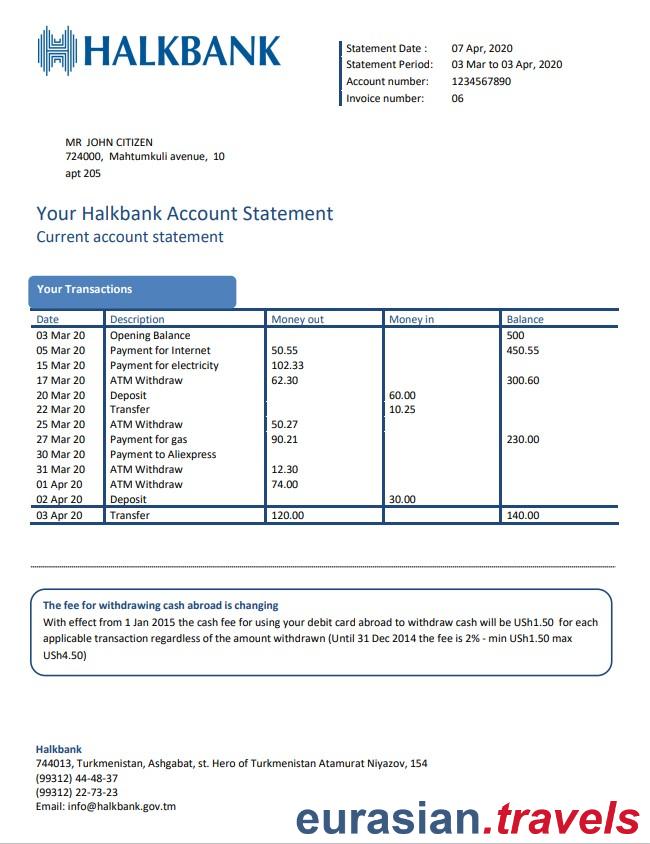 HALKBANK
Statement Date : 07 Apr, 2020
Statement Period: 03 Mar to 03 Apr, 2020
Account number: 1234567890
Invoice number: 06
MR JOHN CITIZEN
724000, Mahtumkuli avenue, 10
apt 205
Your Halkbank Account Statement
Current account statement
Your Transactions
Date Description Money out Money in Balance
03 Mar 20 Opening Balance 500
05 Mar 20 Payment for Internet 50.55 450.55
15 Mar 20 Payment for electricity 102.33
17 Mar 20 ATM Withdraw 62.30 300.60
20 Mar 20 Deposit 60.00
22 Mar 20 Transfer 10.25
25 Mar 20 ATM Withdraw 50.27
27 Mar 20 Payment for gas 90.21 230.00
30 Mar 20 Payment to Aliexpress
31 Mar 20 ATM Withdraw 12.30
01 Apr 20 ATM Withdraw 74.00
02 Apr 20 Deposit 30.00
03 Apr 20 Transfer 120.00 140.00
The fee for withdrawing cash abroad is changing
With effect from 1 Jan 2015 the cash fee for using your debit card abroad to withdraw cash will be USh1.50 for each
applicable transaction regardless of the amount withdrawn (Until 31 Dec 2014 the fee is 2% - min USh1.50 max
USh4.50)
Halkbank
744013, Turkmenistan, Ashgabat, st. Hero of Turkmenistan Atamurat Niyazov, 154
(99312) 44-48-37
(99312) 22-73-23
Email: info@halkbank.gov.tm
eurasian.travels